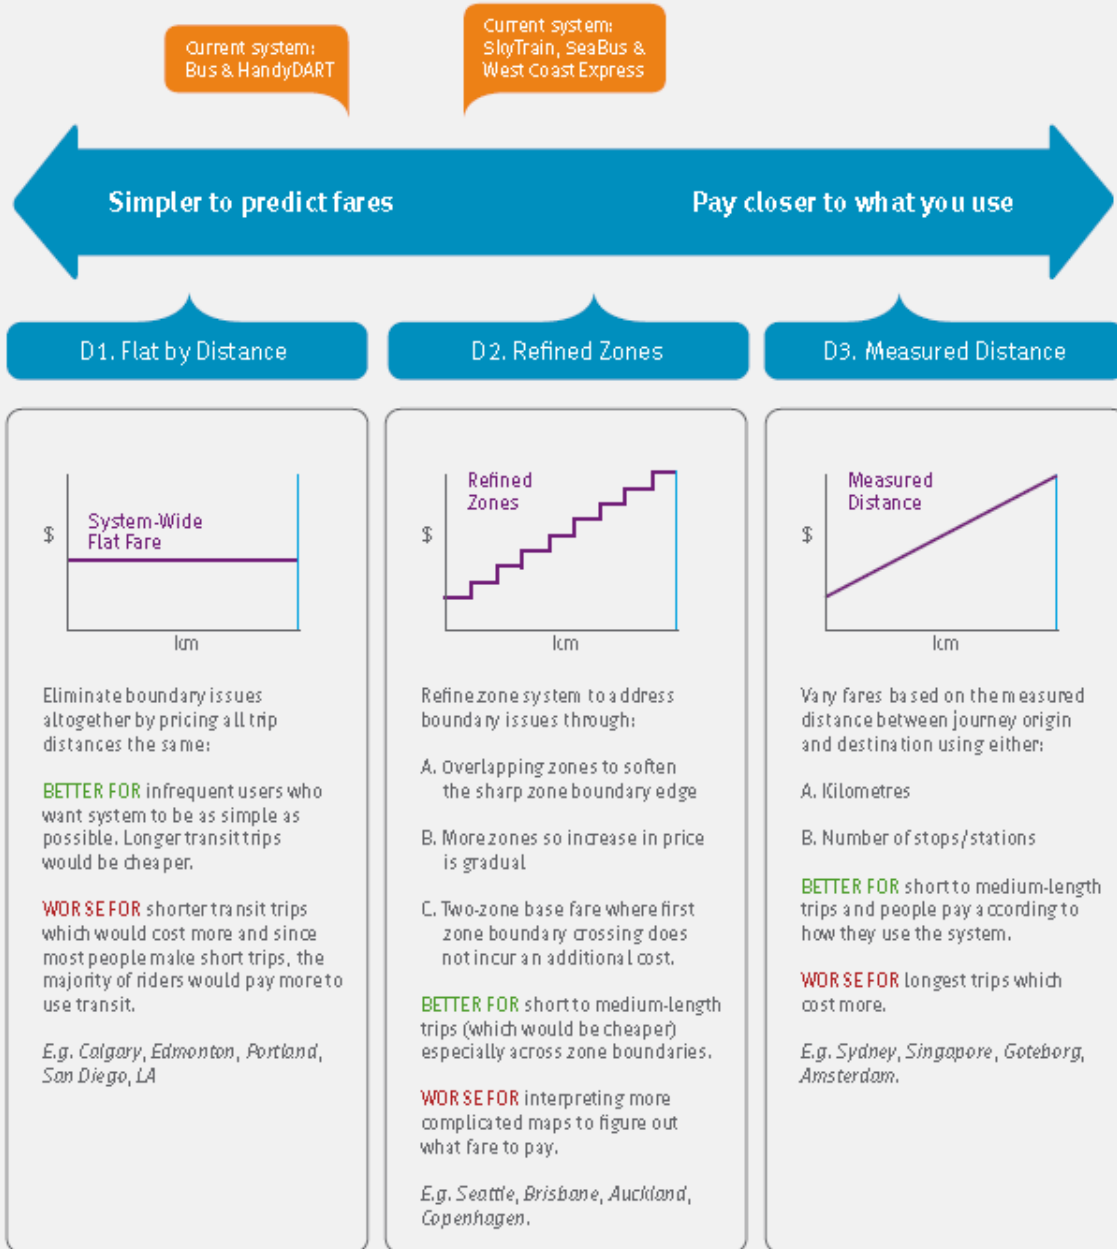 Current system:
Bus & HandyDART
Current system:
SkyTrain, SeaBus &
West Coast Express
Simpler to predict fares
Pay closer to what you use
D1. Flat by Distance
D2. Refined Zones
D3. Measured Distance
$
System-Wide
Flat Fare
km
Eliminate boundary issues
altogether by pricing all trip
distances the same:
BETTER FOR infrequent users who
want system to be as simple as
possible. Longer transit trips
would be cheaper.
WORSE FOR shorter transit trips
which would cost more and since
most people make short trips, the
majority of riders would pay more to
use transit.
E.g. Calgary, Edmonton, Portland,
San Diego, LA
$
Refined
Zones
km
Refine zone system to address
boundary issues through:
A. Overlapping zones to soften
the sharp zone boundary edge
B. More zones so increase in price
is gradual
C. Two-zone base fare where first
zone boundary crossing does
not incur an additional cost.
BETTER FOR short to medium-length
trips (which would be cheaper)
especially across zone boundaries.
WORSE FOR interpreting more
complicated maps to figure out
what fare to pay.
E.g. Seattle, Brisbane, Auckland,
Copenhagen.
$
Measured
Distance
km
Vary fares based on the measured
distance between journey origin
and destination using either:
A. Kilometres
B. Number of stops/stations
BETTER FOR short to medium-length
trips and people pay according to
how they use the system.
WORSE FOR longest trips which
cost more.
E.g. Sydney, Singapore, Goteborg,
Amsterdam.